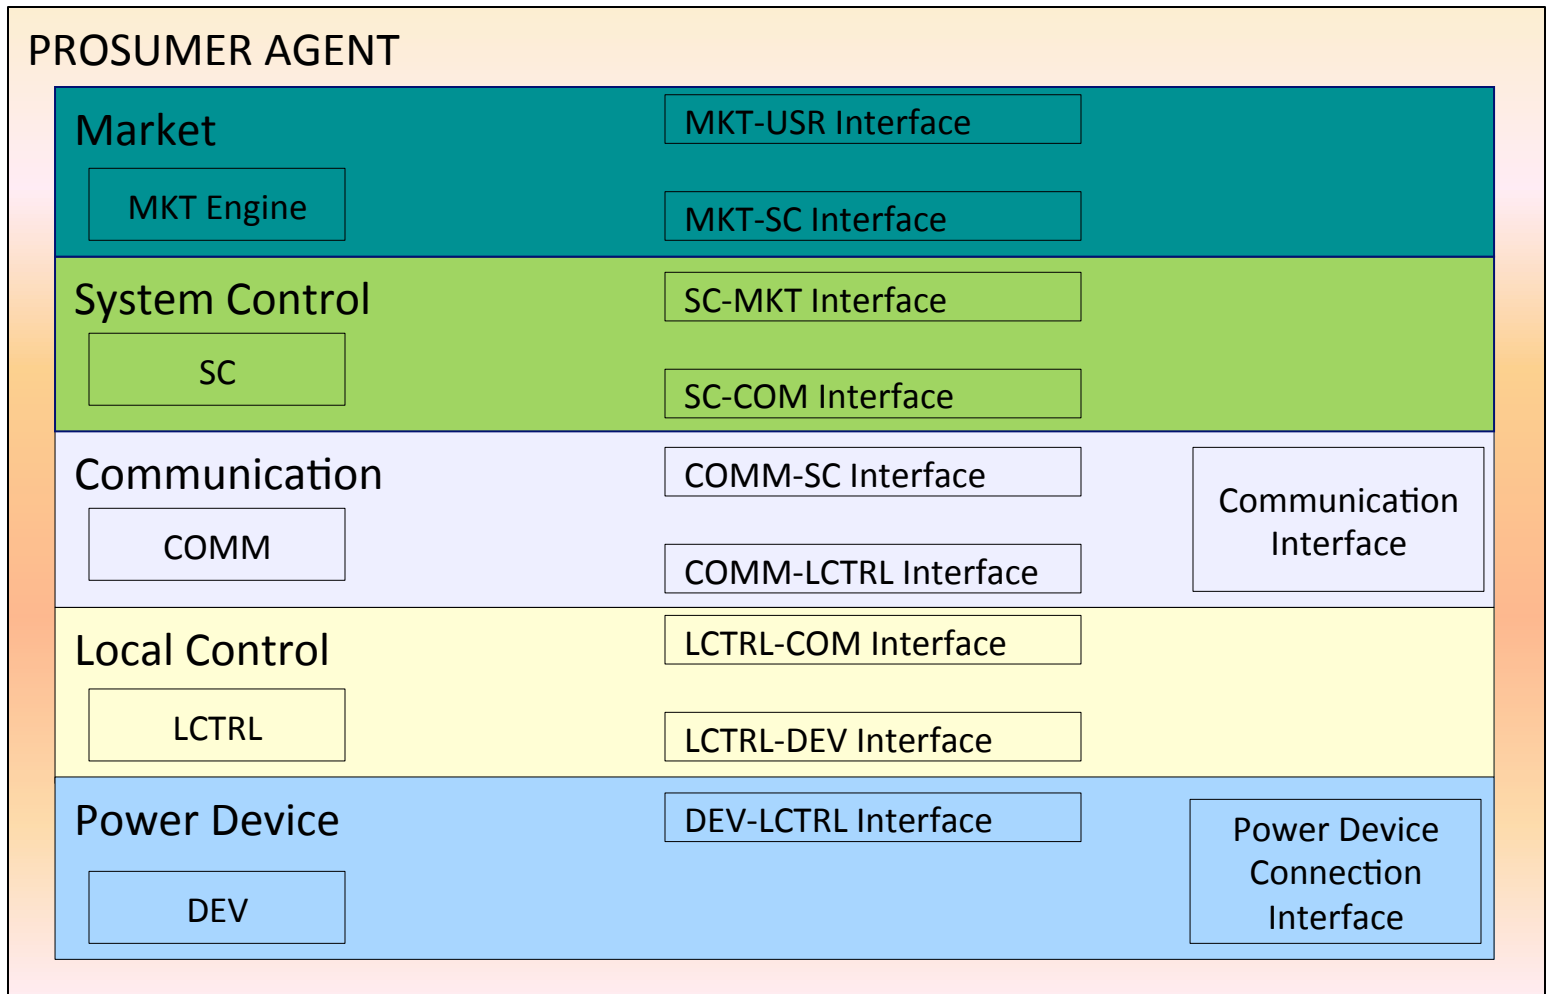 PROSUMER AGENT
Market
MKT-USR Interface
MKT Engine
MKT-SC Interface
System Control
SC-MKT Interface
SC
SC-COM Interface
Communication
COMM-SC Interface
COMM
COMM-LCTRL Interface
Communication
Interface
Local Control
LCTRL-COM Interface
LCTRL
LCTRL-DEV Interface
Power Device
DEV-LCTRL Interface
DEV
Power Device
Connection
Interface